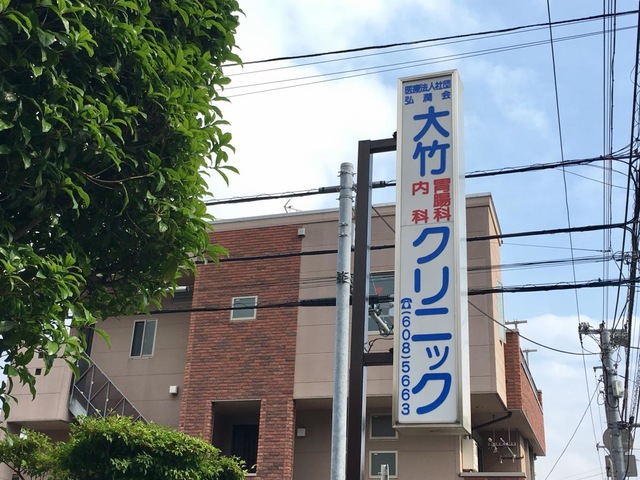 医療法人社団
弘潤会
大竹
胃腸科
内科
クリニック
☎(608)5663